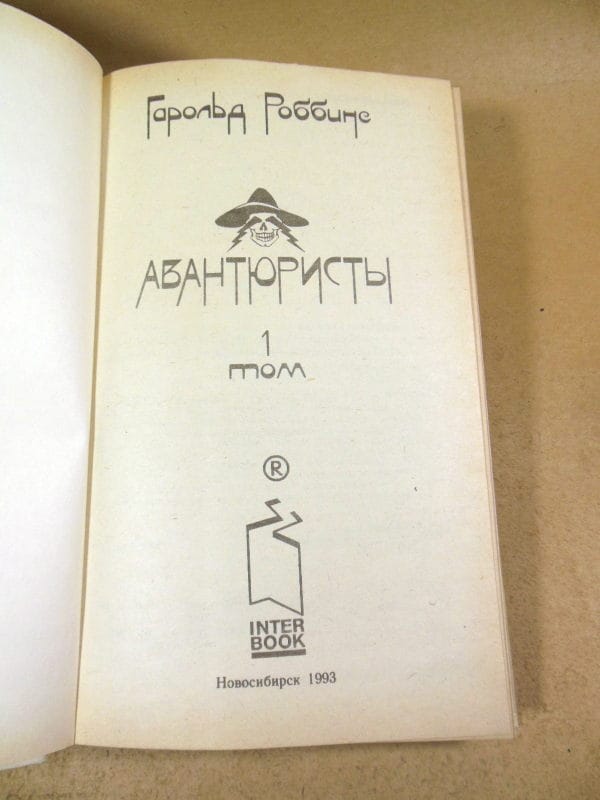 Гарольд Роббинс
АВАНТЮРИСТЫ
1
том
®
INTER
BOOK
Новосибирск 1993